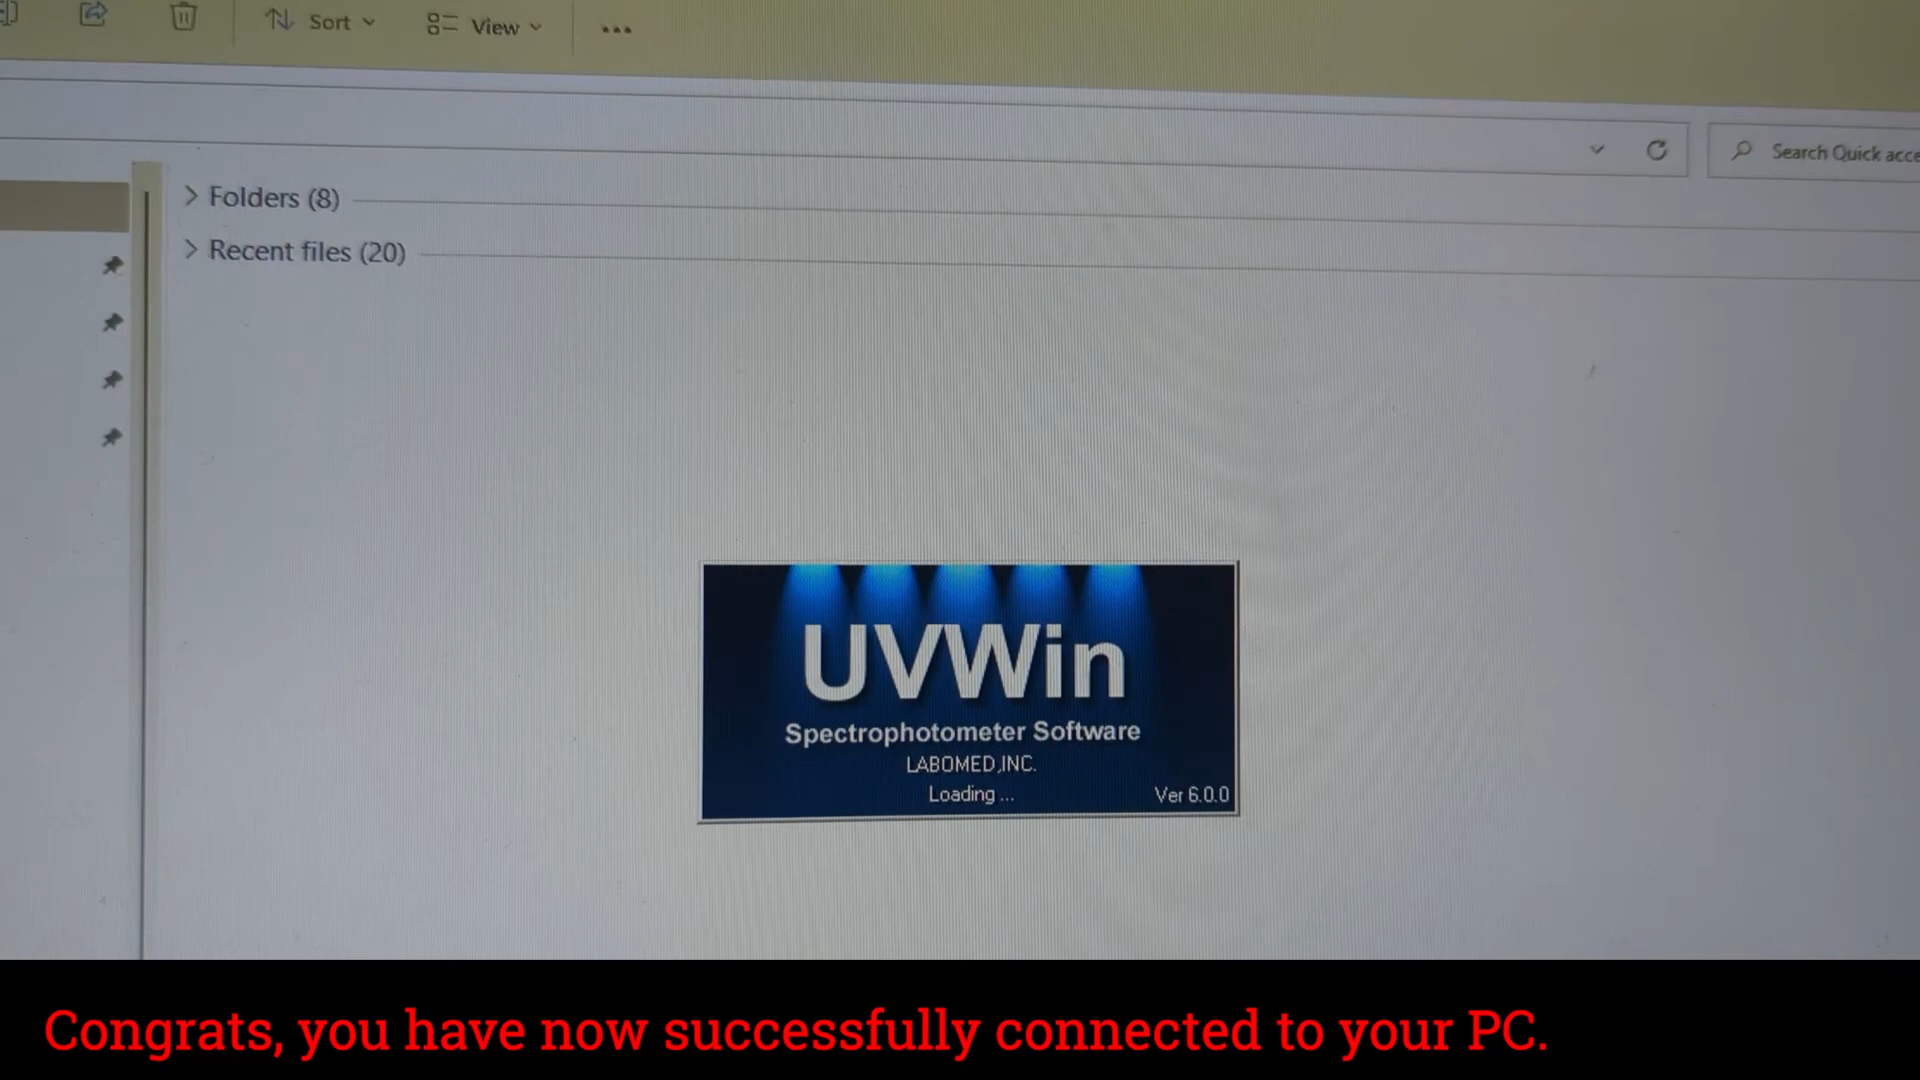 Sort
View
Search Quick acce
Folders (8)
Recent files (20)
UVWin
Spectrophotometer Software
LABOMED,INC.
Loading ...
Ver 6.0.0
Congrats, you have now successfully connected to your PC.